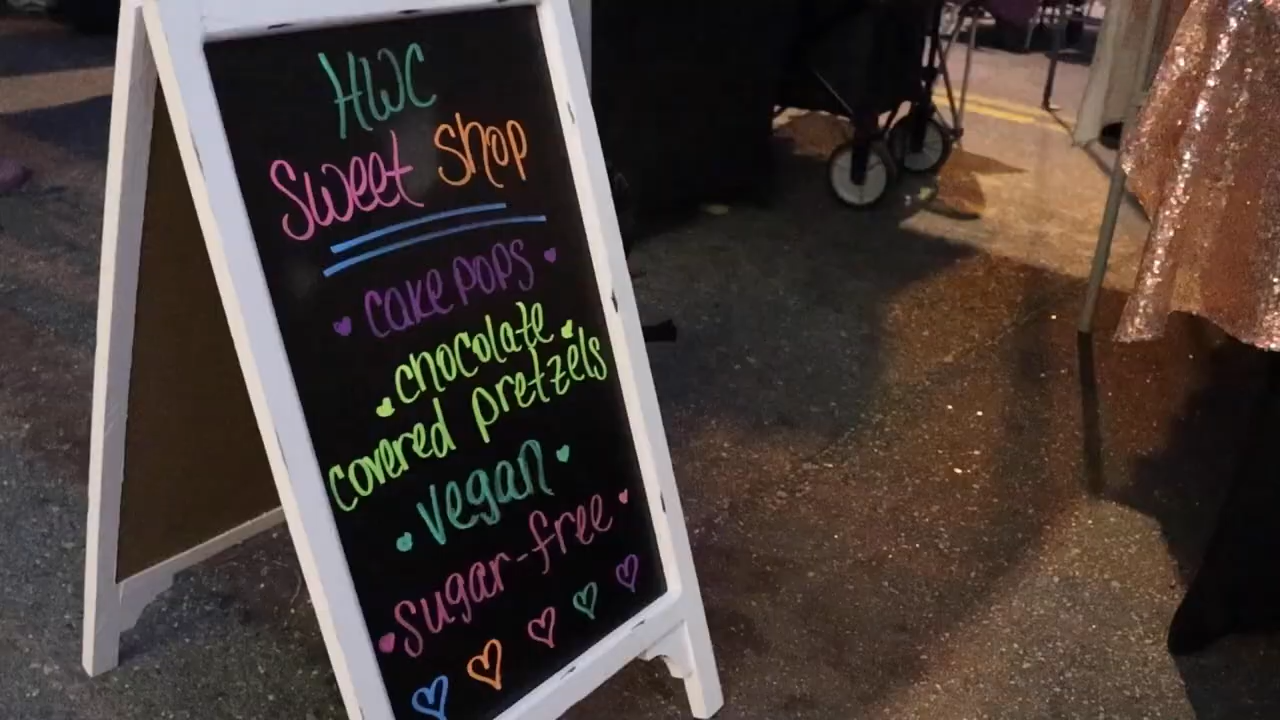 HWC
Sweet Shop
cake pops
chocolate
covered pretzels
vegan
sugar-free